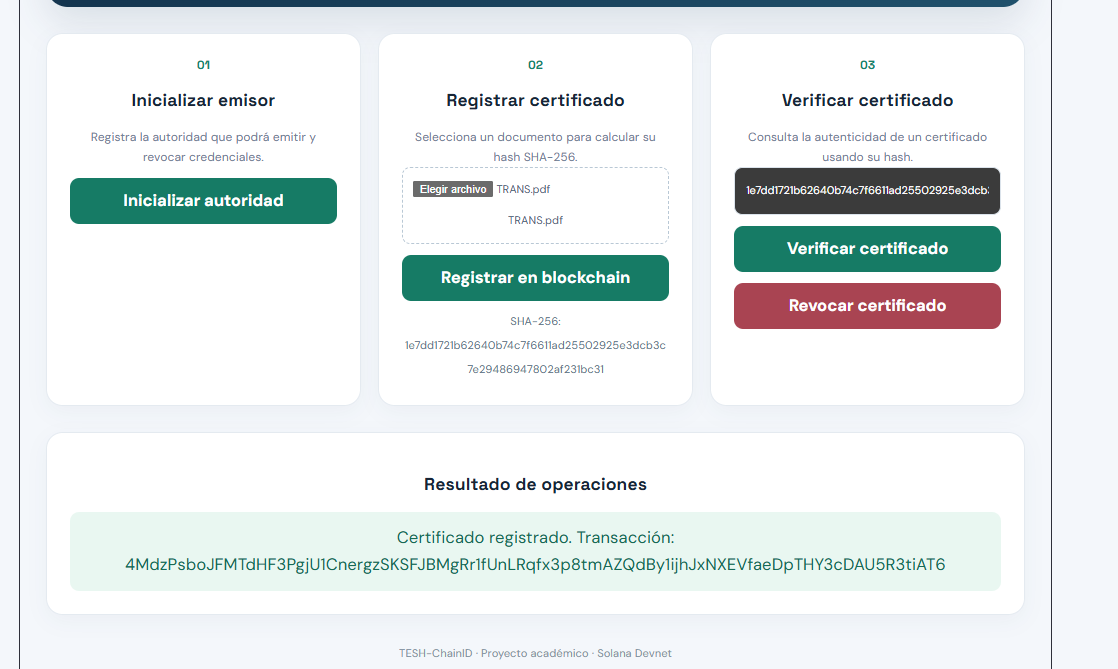 01
Inicializar emisor
Registra la autoridad que podrá emitir y
revocar credenciales.
Inicializar autoridad
02
Registrar certificado
Selecciona un documento para calcular su
hash SHA-256.
Elegir archivo TRANS.pdf
TRANS.pdf
Registrar en blockchain
SHA-256:
1e7dd1721b62640b74c7f6611ad25502925e3dcb3c
7e29486947802af231bc31
03
Verificar certificado
Consulta la autenticidad de un certificado
usando su hash.
1e7dd1721b62640b74c7f6611ad25502925e3dcb
Verificar certificado
Revocar certificado
Resultado de operaciones
Certificado registrado. Transacción:
4MdzPsboJFMTdHF3PgjU1CnergzSKSFJBMgRr1fUnLRqfx3p8tmAZQdBy1ijhJxNXEVfaeDpTHY3cDAU5R3tiAT6
TESH-ChainID · Proyecto académico · Solana Devnet